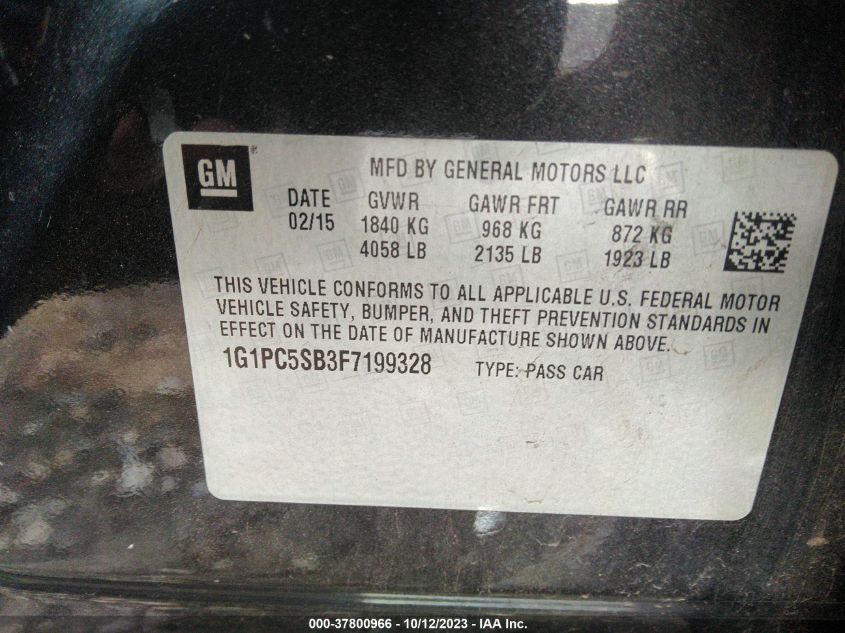 GM
MFD BY GENERAL MOTORS LLC
DATE GVWR GAWR FRT GAWR RR
02/15 1840 KG 968 KG 872 KG
4058 LB 2135 LB 1923 LB
THIS VEHICLE CONFORMS TO ALL APPLICABLE U.S. FEDERAL MOTOR
VEHICLE SAFETY, BUMPER, AND THEFT PREVENTION STANDARDS IN
EFFECT ON THE DATE OF MANUFACTURE SHOWN ABOVE.
1G1PC5SB3F7199328 TYPE: PASS CAR
000-37800966 - 10/12/2023 - IAA Inc.